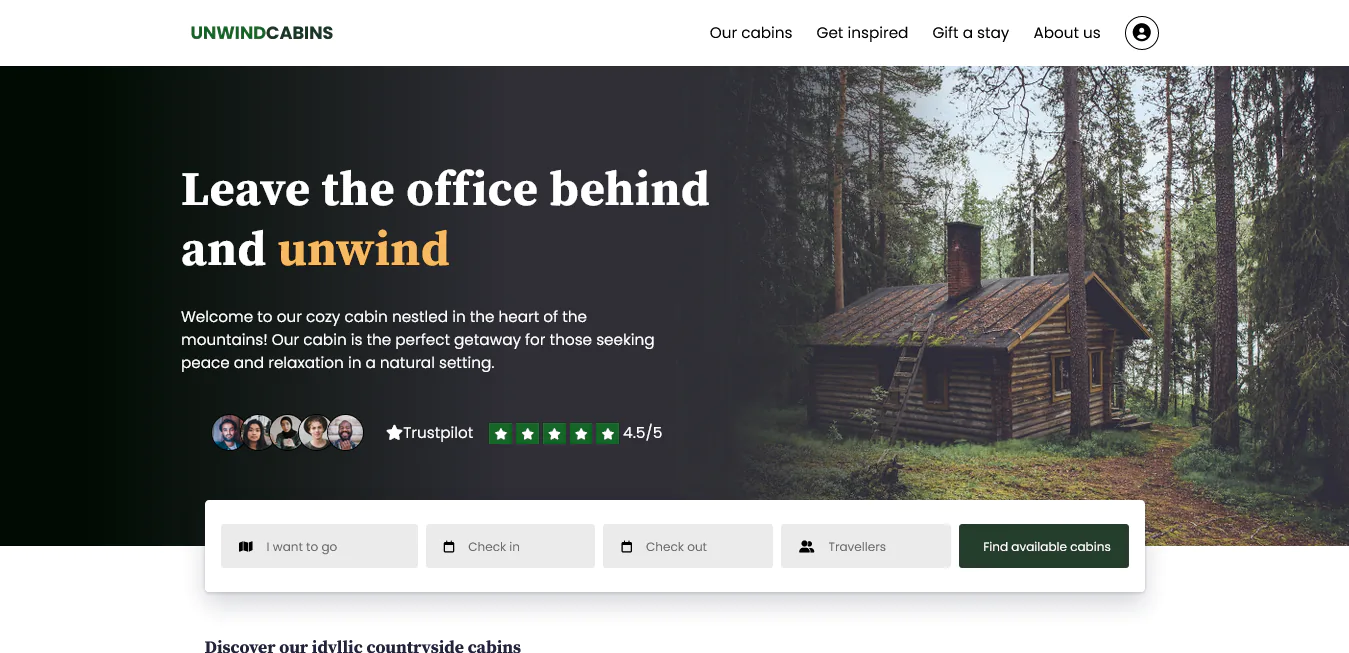 UNWINDCABINS
Our cabins
Get inspired
Gift a stay
About us
Leave the office behind
and unwind
Welcome to our cozy cabin nestled in the heart of the
mountains! Our cabin is the perfect getaway for those seeking
peace and relaxation in a natural setting.
Trustpilot
4.5/5
I want to go
Check in
Check out
Travellers
Find available cabins
Discover our idyllic countryside cabins